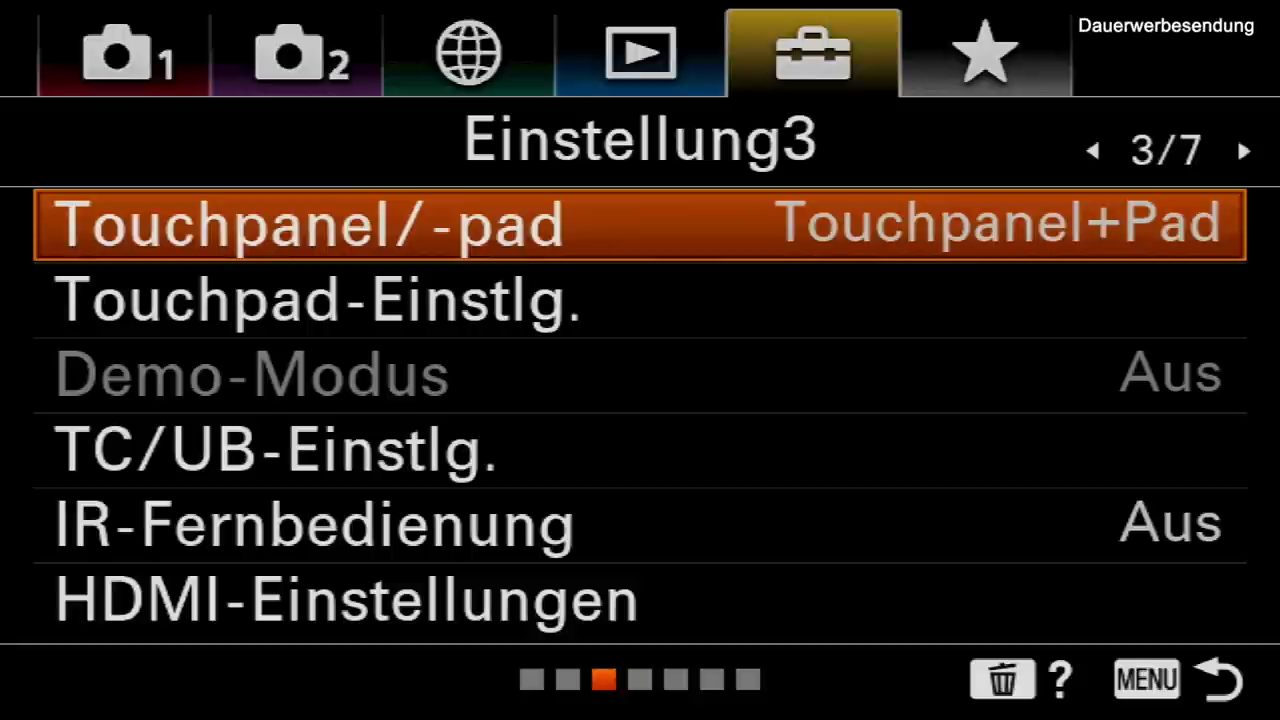 1
2
Dauerwerbesendung
Einstellung3
3/7
Touchpanel/-pad Touchpanel+Pad
Touchpad-Einstlg.
Demo-Modus Aus
TC/UB-Einstlg.
IR-Fernbedienung Aus
HDMI-Einstellungen
? MENU